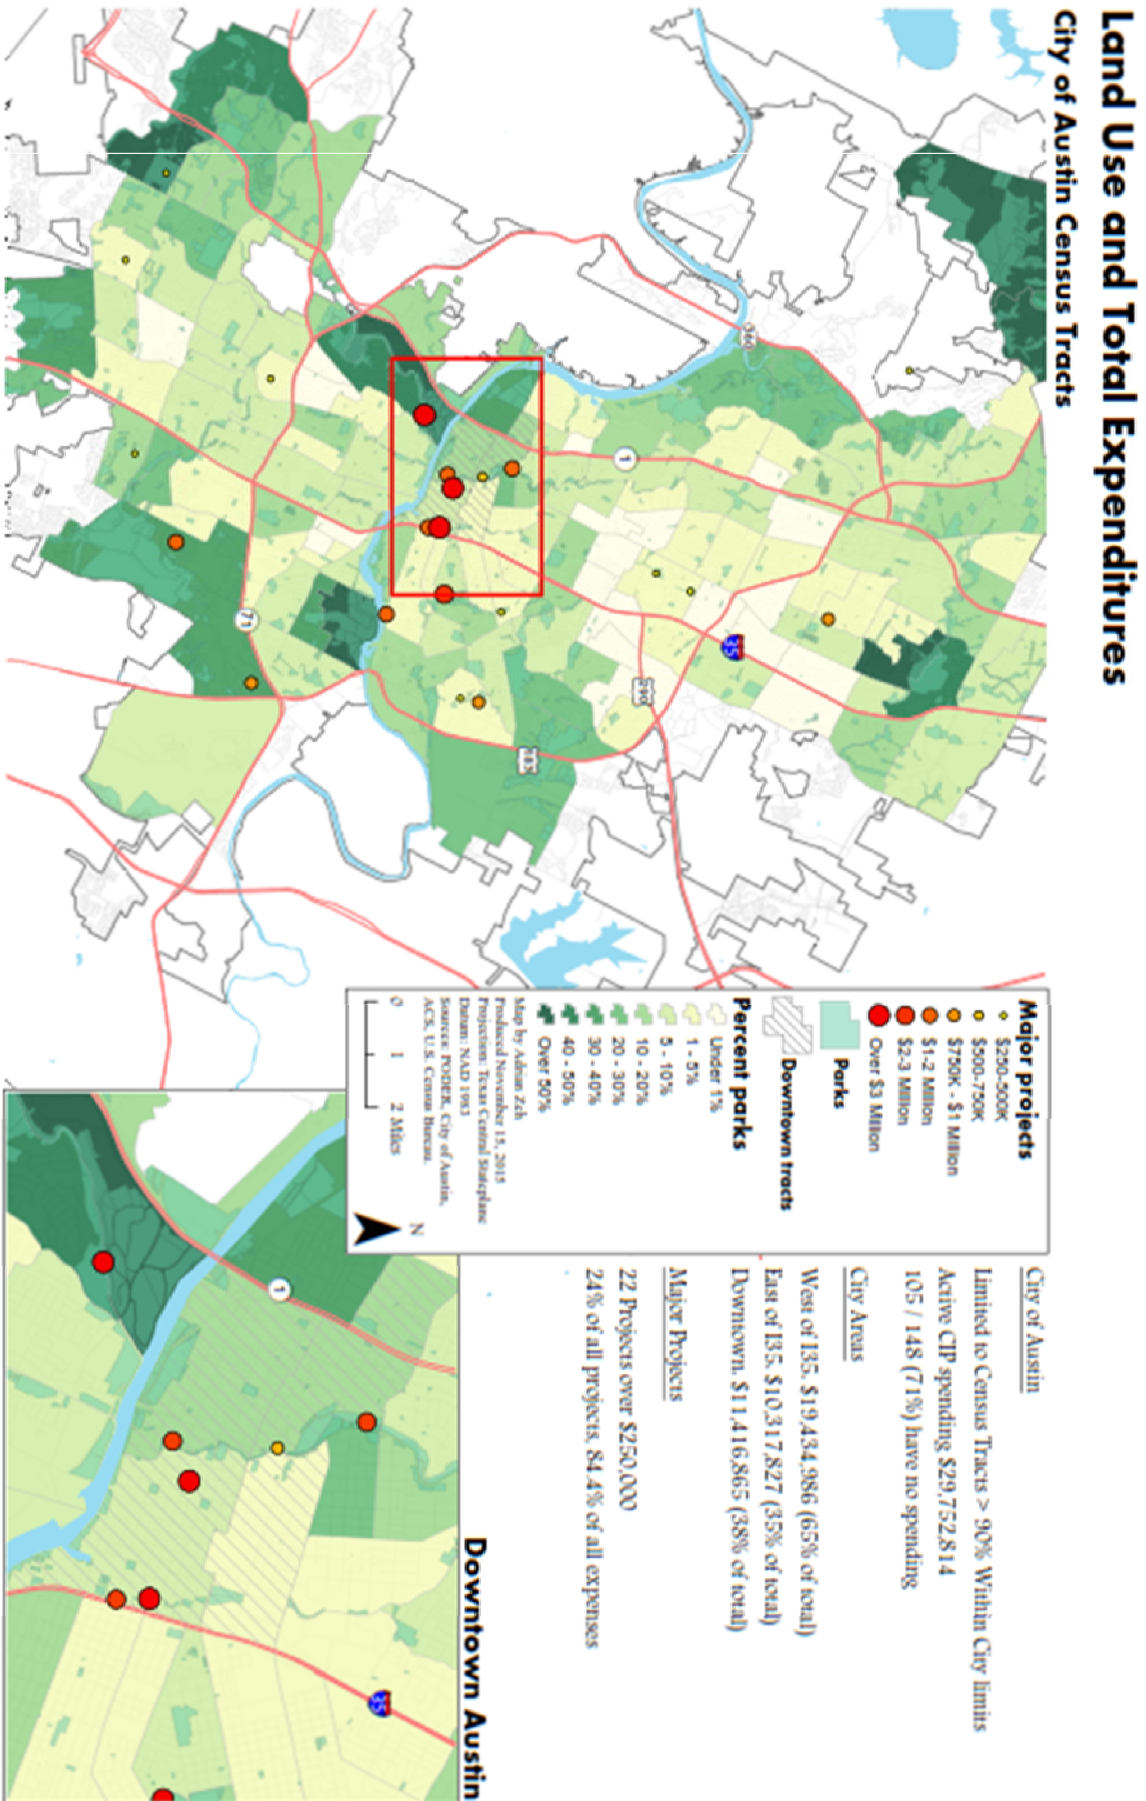 Land Use and Total Expenditures
City of Austin Census Tracts
360
1
35
290
183
71
Major projects
$250-500K
$500-750K
$750K - $1 Million
$1-2 Million
$2-3 Million
Over $3 Million
Parks
Downtown tracts
Percent parks
Under 1%
1 - 5%
5 - 10%
10 - 20%
20 - 30%
30 - 40%
40 - 50%
Over 50%
Map by Adam Zeh
Produced November 15, 2015
Projection: Texas Central Stateplane
Datum: NAD 1983
Sources: PODER, City of Austin,
ACS, U.S. Census Bureau.
0 1 2 Miles
N
City of Austin
Limited to Census Tracts > 90% Within City limits
Active CIP spending $29,752,814
105 / 148 (71%) have no spending
City Areas
West of I35. $19,434,986 (65% of total)
East of I35. $10,317,827 (35% of total)
Downtown. $11,416,865 (38% of total)
Major Projects
22 Projects over $250,000
24% of all projects, 84.4% of all expenses
Downtown Austin
1
35